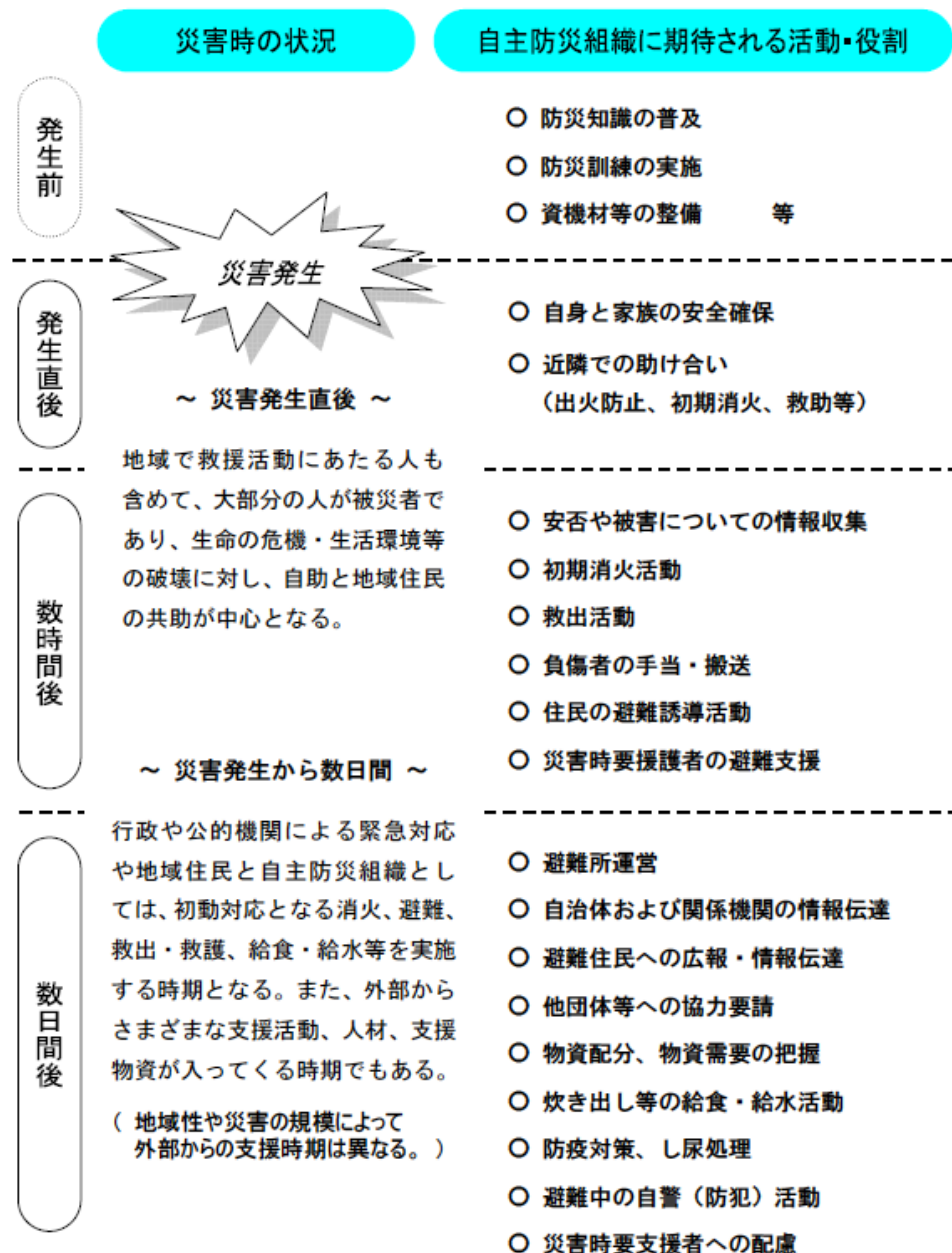 災害時の状況
自主防災組織に期待される活動・役割
発生前
○ 防災知識の普及
○ 防災訓練の実施
○ 資機材等の整備　　等
災害発生
発生直後
○ 自身と家族の安全確保
○ 近隣での助け合い
（出火防止、初期消火、救助等）
～ 災害発生直後 ～
地域で救援活動にあたる人も
含めて、大部分の人が被災者で
あり、生命の危機・生活環境等
の破壊に対し、自助と地域住民
の共助が中心となる。
数時間後
○ 安否や被害についての情報収集
○ 初期消火活動
○ 救出活動
○ 負傷者の手当・搬送
○ 住民の避難誘導活動
○ 災害時要援護者の避難支援
～ 災害発生から数日間 ～
行政や公的機関による緊急対応
や地域住民と自主防災組織とし
ては、初動対応となる消火、避難、
救出・救護、給食・給水等を実施
する時期となる。また、外部から
さまざまな支援活動、人材、支援
物資が入ってくる時期でもある。
（ 地域性や災害の規模によって
外部からの支援時期は異なる。 ）
数日間後
○ 避難所運営
○ 自治体および関係機関の情報伝達
○ 避難住民への広報・情報伝達
○ 他団体等への協力要請
○ 物資配分、物資需要の把握
○ 炊き出し等の給食・給水活動
○ 防疫対策、し尿処理
○ 避難中の自警（防犯）活動
○ 災害時要支援者への配慮